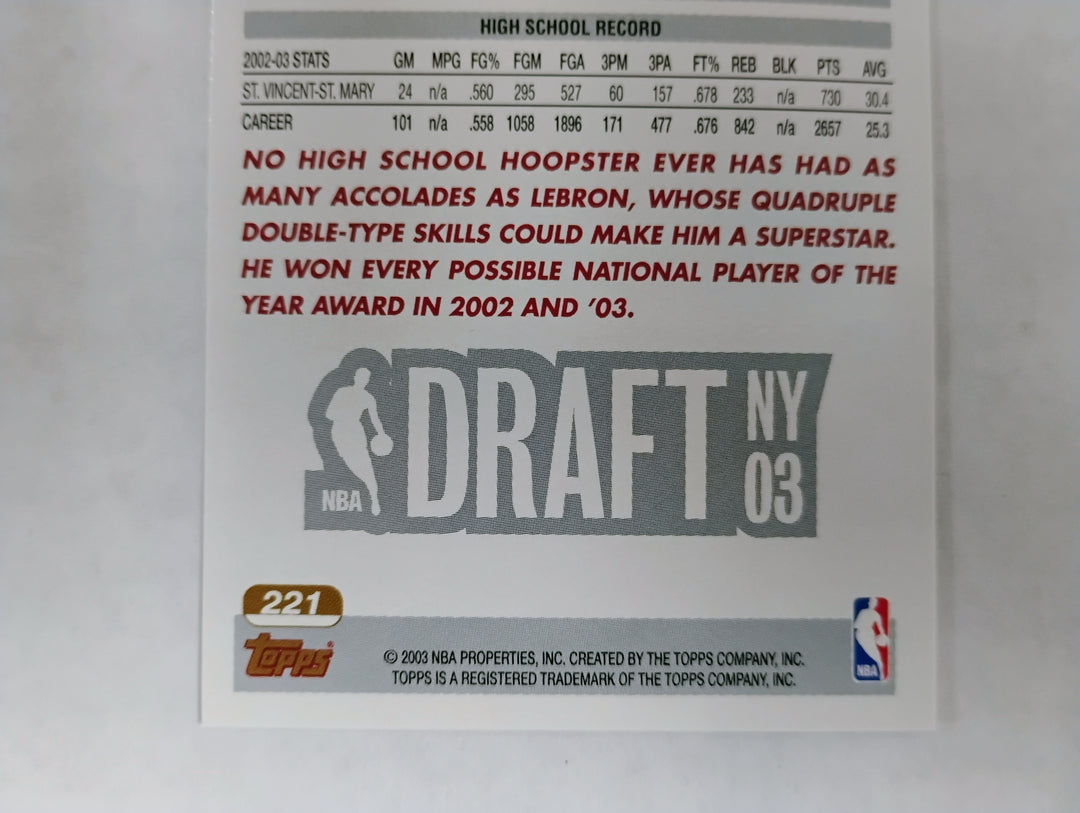 HIGH SCHOOL RECORD
2002-03 STATS GM MPG FG% FGM FGA 3PM 3PA FT% REB BLK PTS AVG
ST. VINCENT-ST. MARY 24 n/a .560 295 527 60 157 .678 233 n/a 730 30.4
CAREER 101 n/a .558 1058 1896 171 477 .676 842 n/a 2657 25.3
NO HIGH SCHOOL HOOPSTER EVER HAS HAD AS
MANY ACCOLADES AS LEBRON, WHOSE QUADRUPLE
DOUBLE-TYPE SKILLS COULD MAKE HIM A SUPERSTAR.
HE WON EVERY POSSIBLE NATIONAL PLAYER OF THE
YEAR AWARD IN 2002 AND '03.
NBA DRAFT NY 03
221
Topps®
© 2003 NBA PROPERTIES, INC. CREATED BY THE TOPPS COMPANY, INC.
TOPPS IS A REGISTERED TRADEMARK OF THE TOPPS COMPANY, INC.
NBA